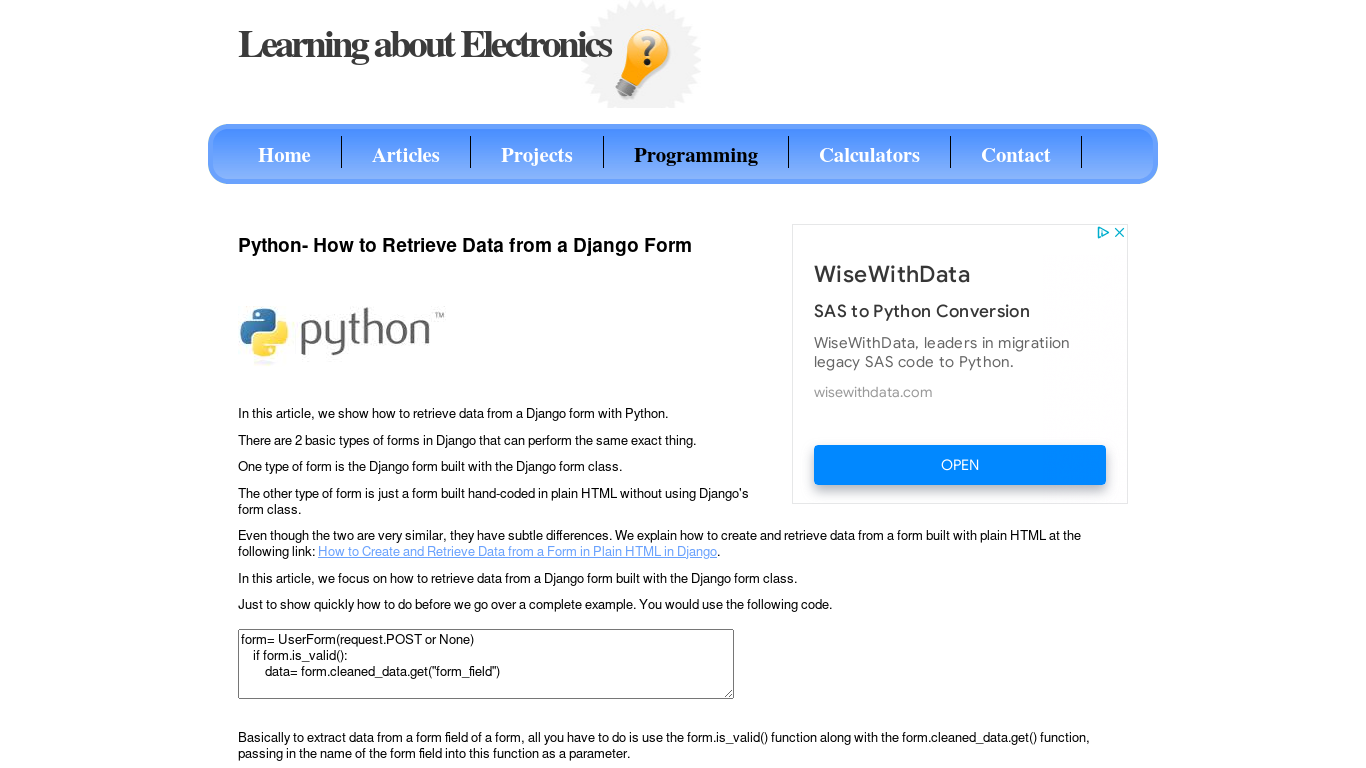 Learning about Electronics
Home
Articles
Projects
Programming
Calculators
Contact
Python- How to Retrieve Data from a Django Form
python™
WiseWithData
SAS to Python Conversion
WiseWithData, leaders in migratiion
legacy SAS code to Python.
wisewithdata.com
OPEN
In this article, we show how to retrieve data from a Django form with Python.
There are 2 basic types of forms in Django that can perform the same exact thing.
One type of form is the Django form built with the Django form class.
The other type of form is just a form built hand-coded in plain HTML without using Django's
form class.
Even though the two are very similar, they have subtle differences. We explain how to create and retrieve data from a form built with plain HTML at the
following link: How to Create and Retrieve Data from a Form in Plain HTML in Django.
In this article, we focus on how to retrieve data from a Django form built with the Django form class.
Just to show quickly how to do before we go over a complete example. You would use the following code.
form= UserForm(request.POST or None)
if form.is_valid():
data= form.cleaned_data.get("form_field")
Basically to extract data from a form field of a form, all you have to do is use the form.is_valid() function along with the form.cleaned_data.get() function,
passing in the name of the form field into this function as a parameter.